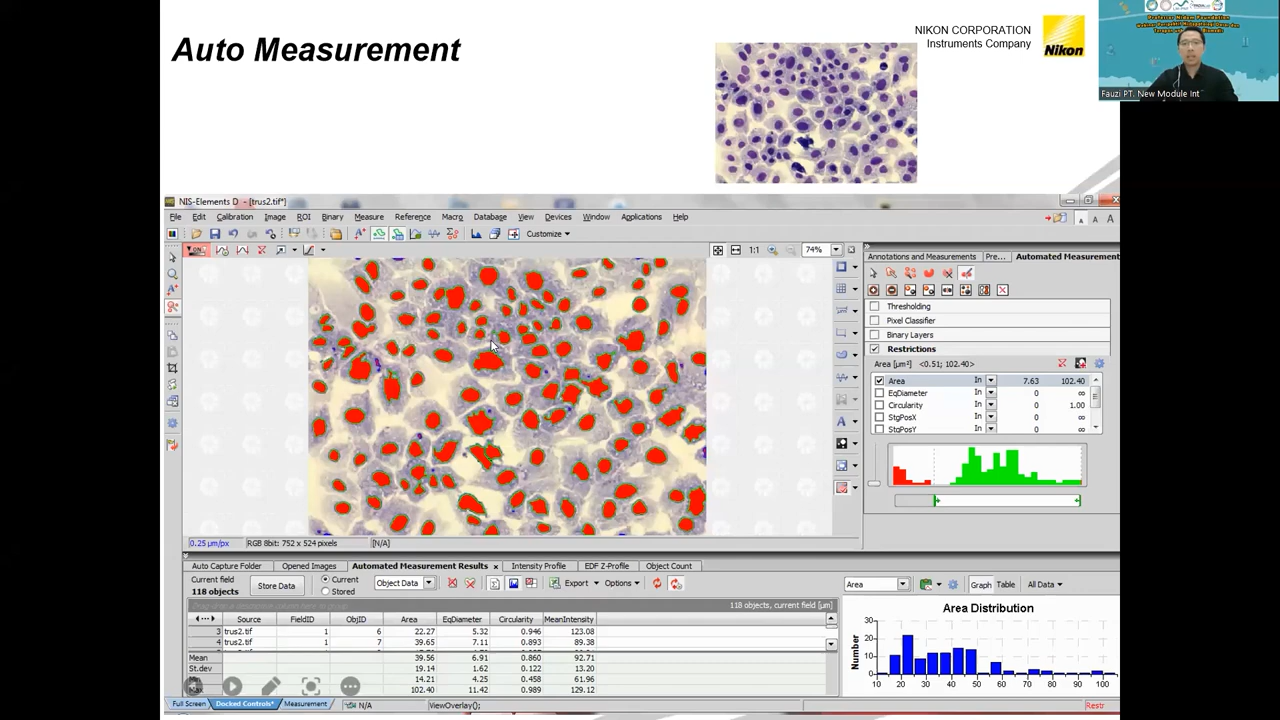 Auto Measurement
NIKON CORPORATION
Instruments Company
Nikon
Professor Nidom Foundation
Fauzi PT. New Module Int
NIS-Elements D - [trus2.tif*]
File Edit Calibration Image ROI Binary Measure Reference Macro Database View Devices Window Applications Help
Customize
ON
1:1 74%
Annotations and Measurements Pre... Automated Measurement
Thresholding
Pixel Classifier
Binary Layers
Restrictions
Area [µm²] <0.51; 102.40>
Area In 7.63 102.40
EqDiameter In 0 ∞
Circularity In 0 1.00
StgPosX In 0 ∞
StgPosY In 0 ∞
0.25 µm/px RGB 8bit: 752 x 524 pixels [N/A]
Auto Capture Folder Opened Images Automated Measurement Results × Intensity Profile EDF Z-Profile Object Count
Current field
118 objects
Store Data
Current
Stored
Object Data
Export Options
Area
Graph Table All Data
118 objects, current field [µm]
Source FieldID ObjID Area EqDiameter Circularity MeanIntensity
3 trus2.tif 1 6 22.27 5.32 0.946 123.08
4 trus2.tif 1 7 39.65 7.11 0.893 89.38
Mean 39.56 6.91 0.860 92.71
St.dev 19.14 1.62 0.122 13.20
14.21 4.25 0.458 61.96
102.40 11.42 0.989 129.12
Area Distribution
Number
30
20
10
0
10 20 30 40 50 60 70 80 90 100
Full Screen Docked Controls* Measurement N/A ViewOverlay();
Restr